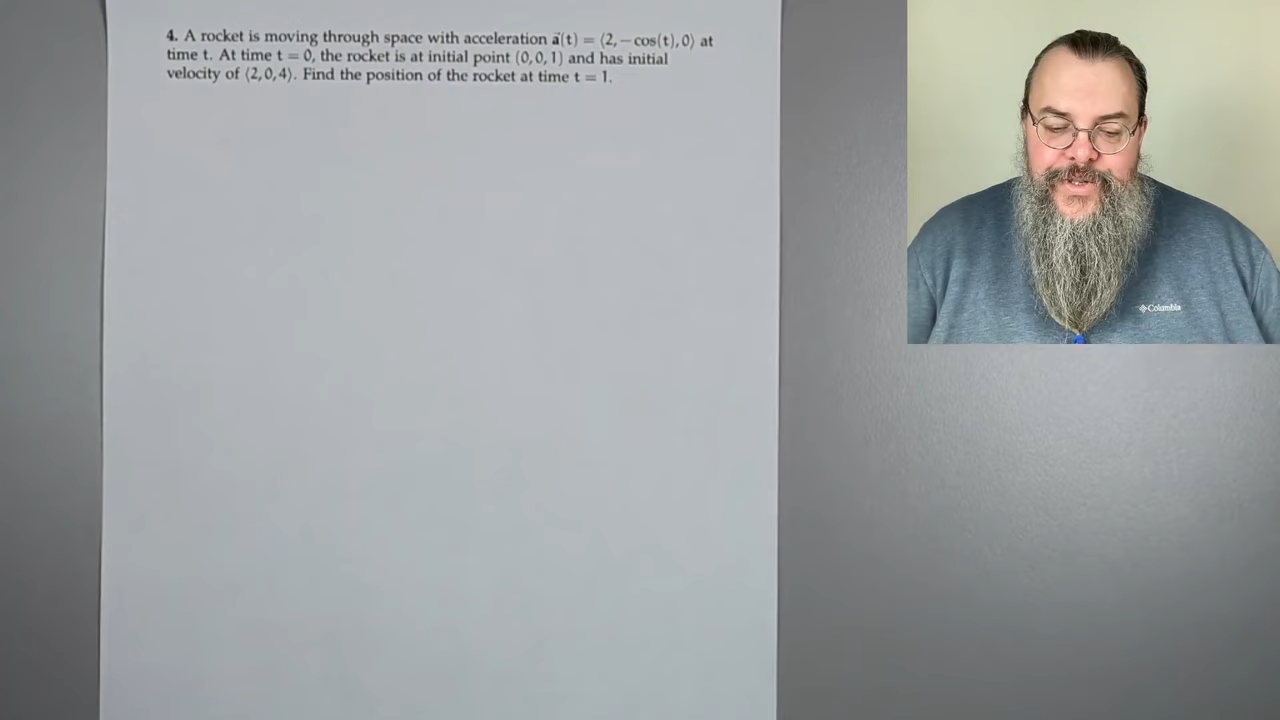 4. A rocket is moving through space with acceleration a⃗(t) = ⟨2, −cos(t), 0⟩ at
time t. At time t = 0, the rocket is at initial point (0, 0, 1) and has initial
velocity of ⟨2, 0, 4⟩. Find the position of the rocket at time t = 1.
Columbia